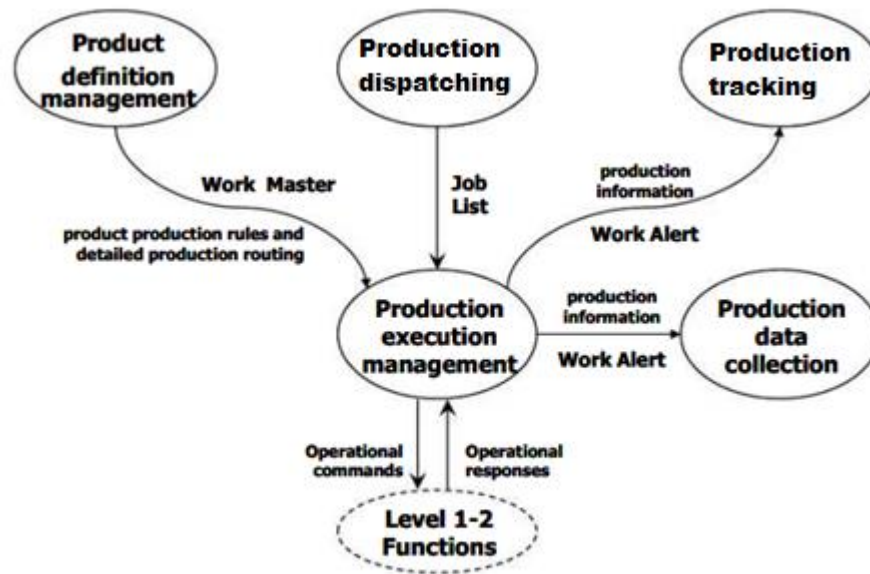 Product
definition
management
Production
dispatching
Production
tracking
Work Master
product production rules and
detailed production routing
Job
List
production
information
Work Alert
Production
execution
management
production
information
Work Alert
Production
data
collection
Operational
commands
Operational
responses
Level 1-2
Functions